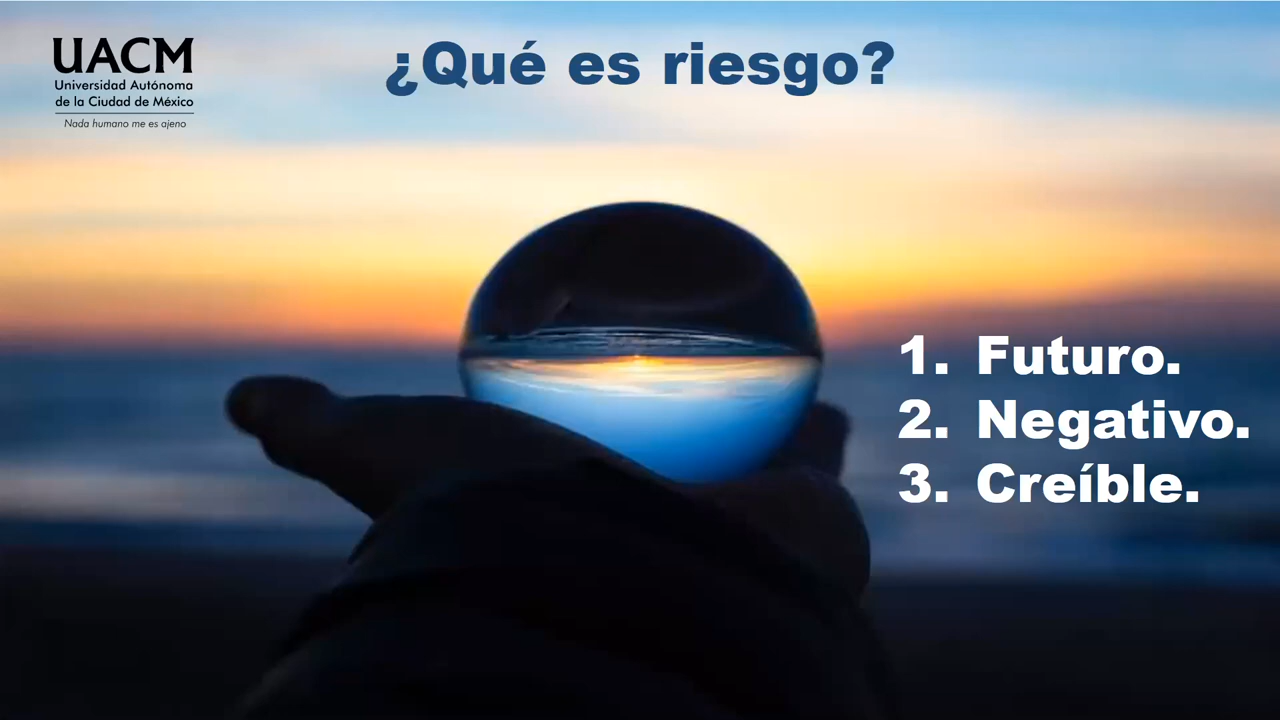 UACM
Universidad Autónoma
de la Ciudad de México
Nada humano me es ajeno
¿Qué es riesgo?
1. Futuro.
2. Negativo.
3. Creíble.